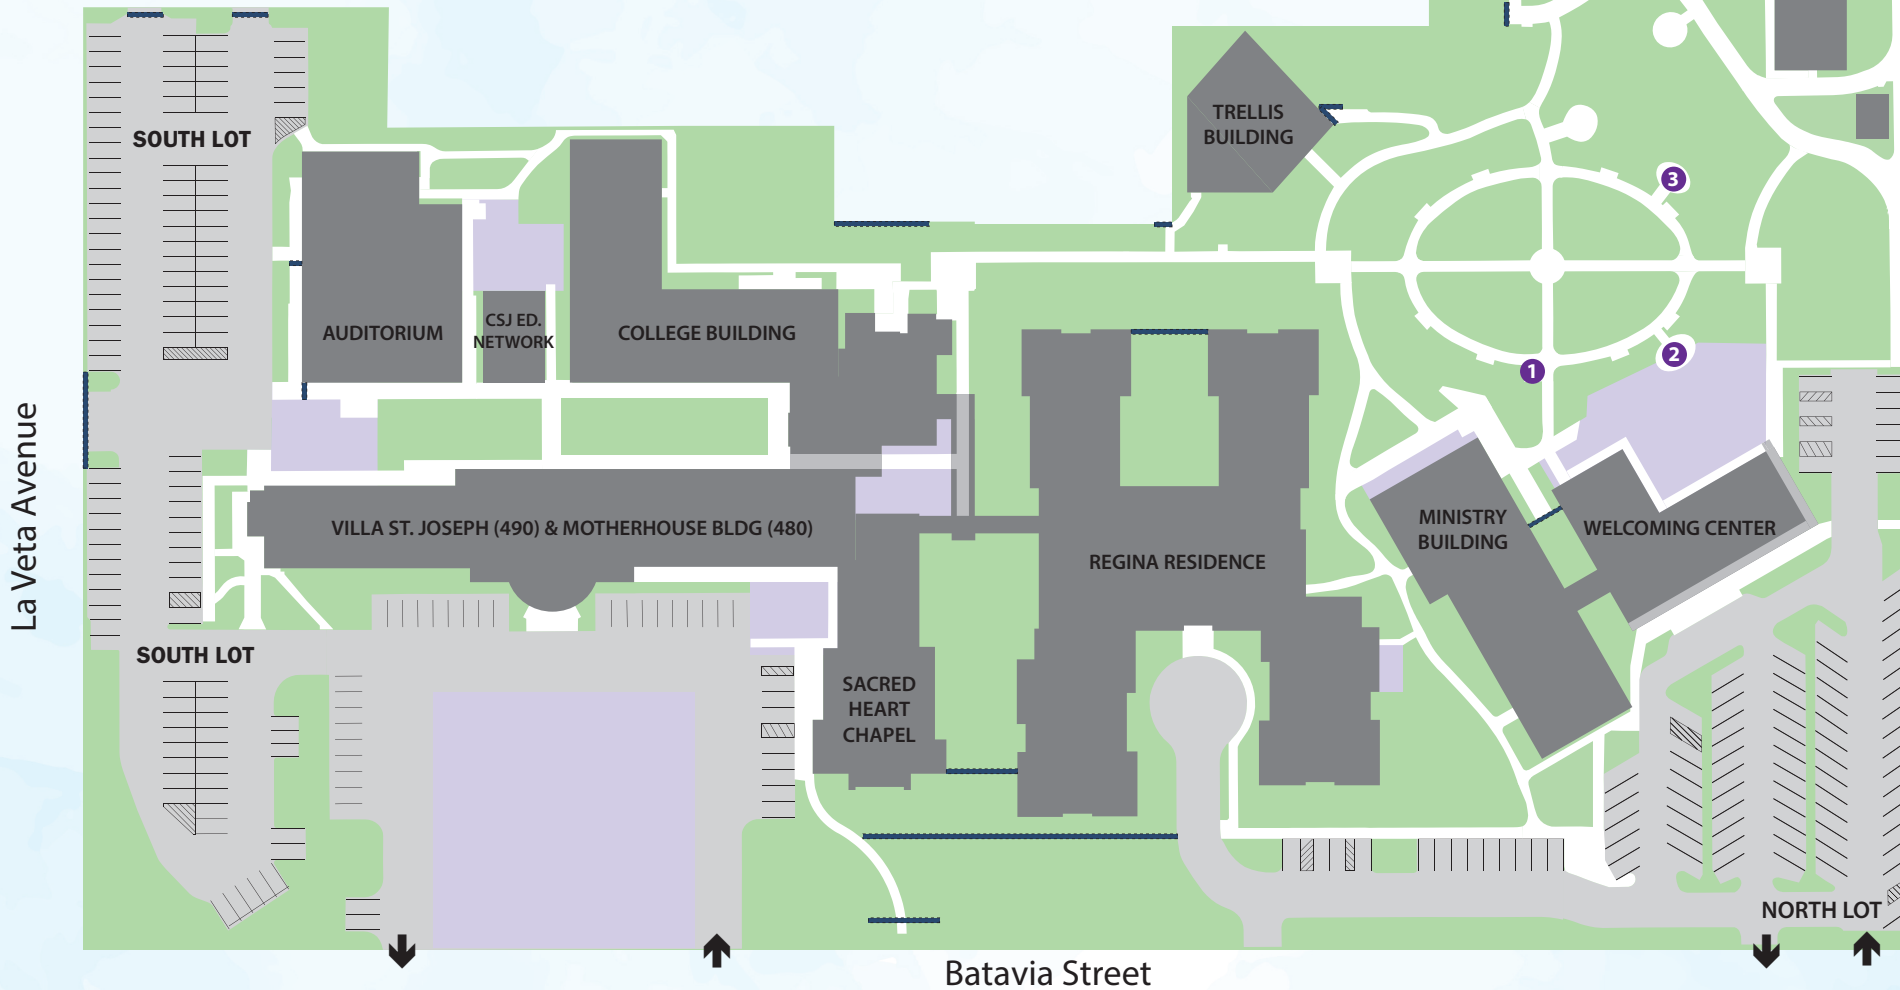 TRELLIS
BUILDING
SOUTH LOT
3
AUDITORIUM
CSJ ED.
NETWORK
COLLEGE BUILDING
2
1
La Veta Avenue
VILLA ST. JOSEPH (490) & MOTHERHOUSE BLDG (480)
MINISTRY
BUILDING
WELCOMING CENTER
REGINA RESIDENCE
SOUTH LOT
SACRED
HEART
CHAPEL
NORTH LOT
Batavia Street